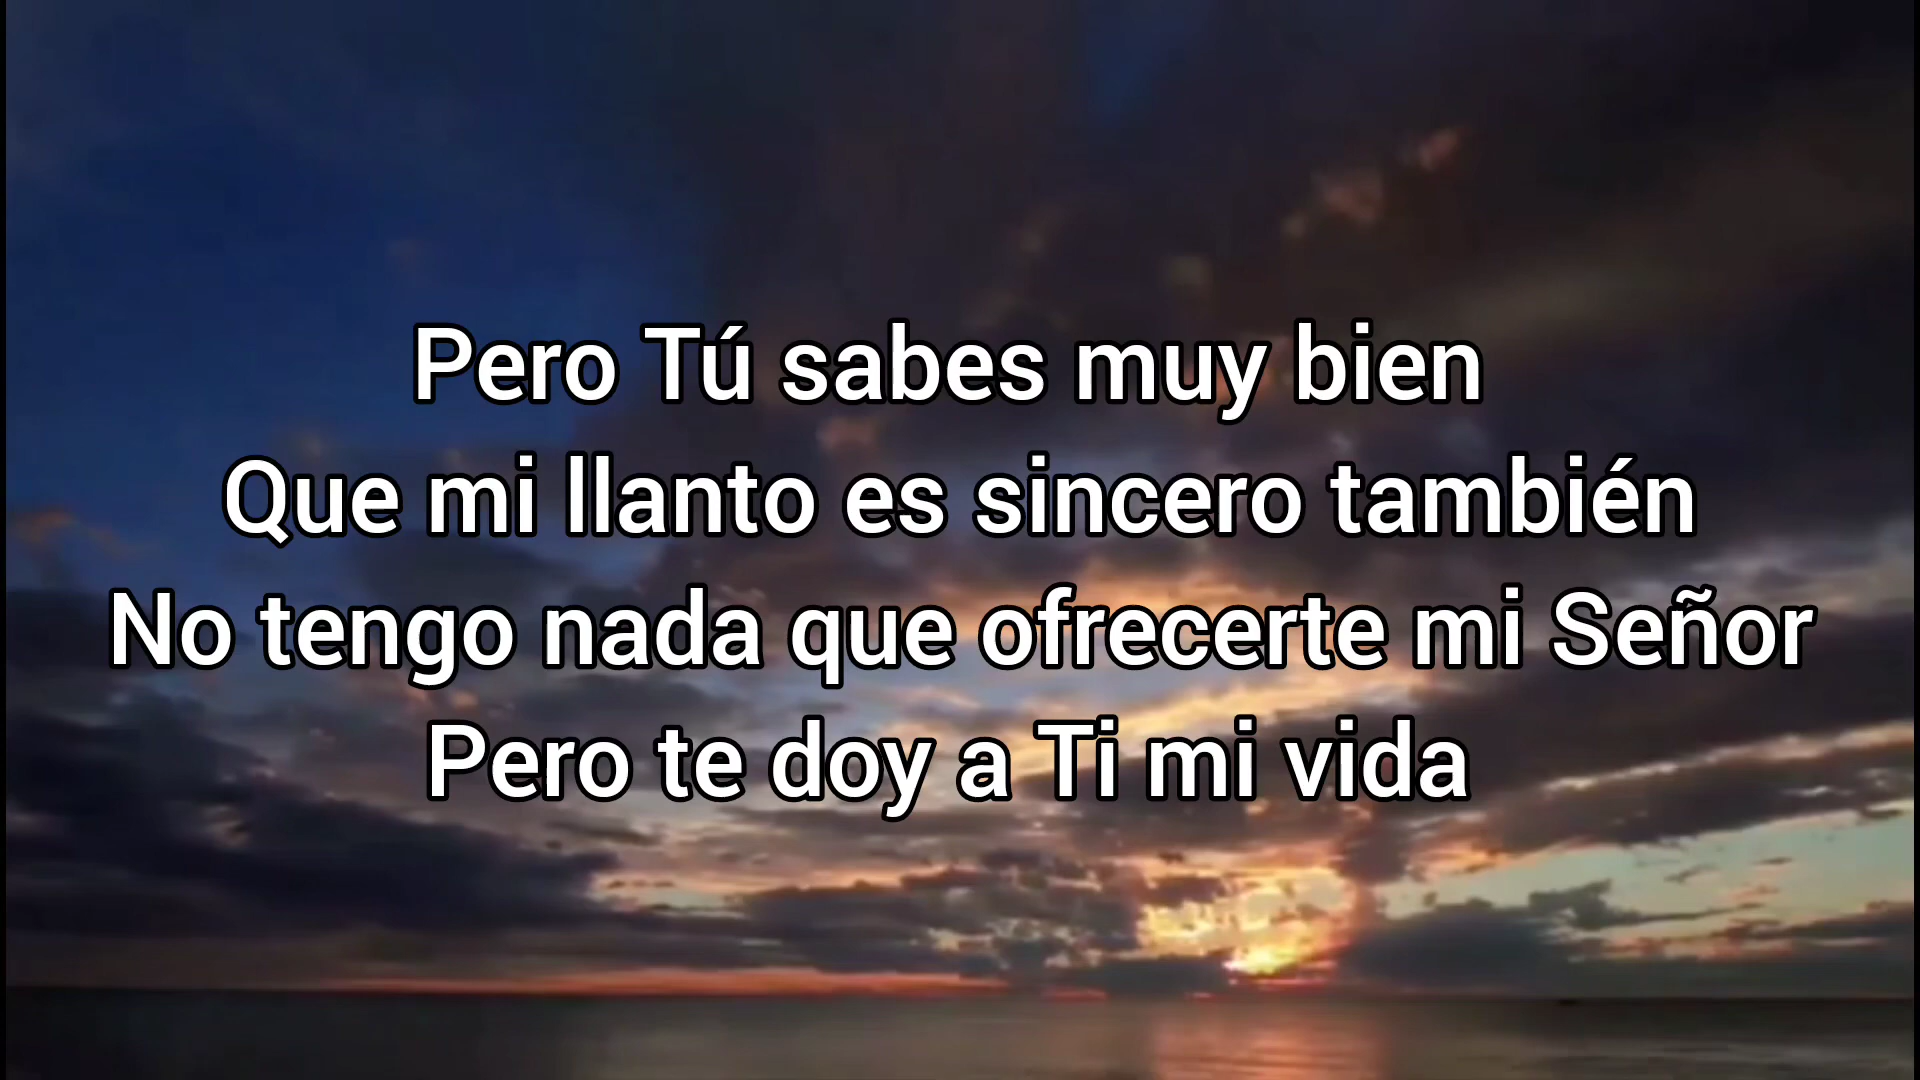 Pero Tú sabes muy bien
Que mi llanto es sincero también
No tengo nada que ofrecerte mi Señor
Pero te doy a Ti mi vida